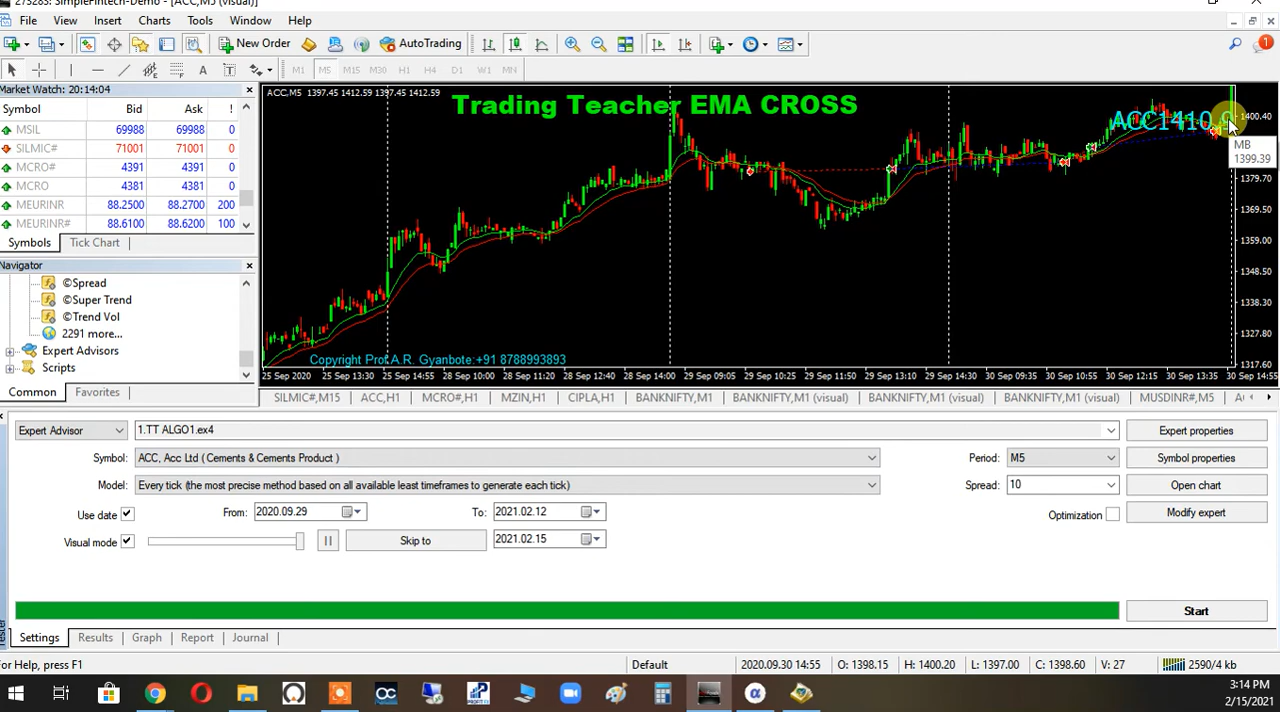 275283: SimpleFintech-Demo - [ACC,M5 (visual)]
File View Insert Charts Tools Window Help
New Order AutoTrading 1
A T M1 M5 M15 M30 H1 H4 D1 W1 MN
Market Watch: 20:14:04
Symbol Bid Ask !
MSIL 69988 69988 0
SILMIC# 71001 71001 0
MCRO# 4391 4391 0
MCRO 4381 4381 0
MEURINR 88.2500 88.2700 200
MEURINR# 88.6100 88.6200 100
Symbols Tick Chart
Navigator
©Spread
©Super Trend
©Trend Vol
2291 more...
Expert Advisors
Scripts
Common Favorites
ACC,M5 1397.45 1412.59 1397.45 1412.59
Trading Teacher EMA CROSS
ACC1410.9
MB
1399.39
1400.40
1379.70
1369.50
1359.00
1348.50
1338.30
1327.80
1317.60
Copyright Prof.A.R. Gyanbote:+91 8788993893
25 Sep 2020 25 Sep 13:30 25 Sep 14:55 28 Sep 10:00 28 Sep 11:20 28 Sep 12:40 28 Sep 14:00 29 Sep 09:05 29 Sep 10:25 29 Sep 11:50 29 Sep 13:10 29 Sep 14:30 30 Sep 09:35 30 Sep 10:55 30 Sep 12:15 30 Sep 13:35 30 Sep 14:55
SILMIC#,M15 ACC,H1 MCRO#,H1 MZIN,H1 CIPLA,H1 BANKNIFTY,M1 BANKNIFTY,M1 (visual) BANKNIFTY,M1 (visual) BANKNIFTY,M1 (visual) MUSDINR#,M5
Expert Advisor 1.TT ALGO1.ex4 Expert properties
Symbol: ACC, Acc Ltd ( Cements & Cements Product ) Period: M5 Symbol properties
Model: Every tick (the most precise method based on all available least timeframes to generate each tick) Spread: 10 Open chart
Use date From: 2020.09.29 To: 2021.02.12 Optimization Modify expert
Visual mode Skip to 2021.02.15
Start
Settings Results Graph Report Journal
For Help, press F1 Default 2020.09.30 14:55 O: 1398.15 H: 1400.20 L: 1397.00 C: 1398.60 V: 27 2590/4 kb
3:14 PM
2/15/2021